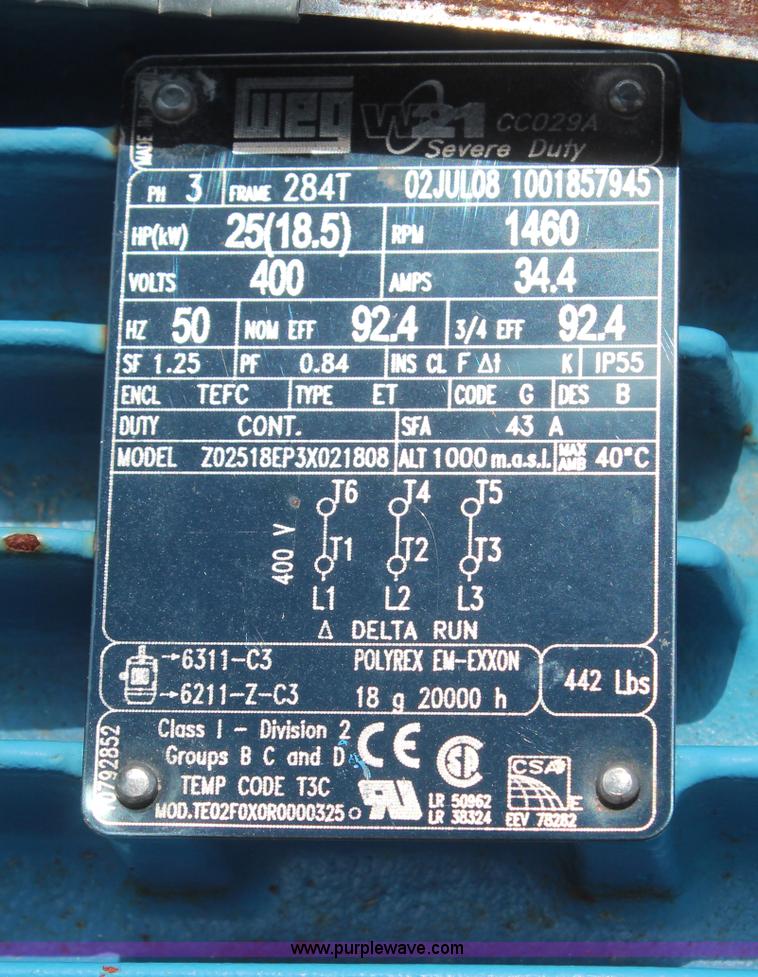 WEG W21 CC029A
Severe Duty
MADE IN
PH 3 FRAME 284T 02JUL08 1001857945
HP(kW) 25(18.5) RPM 1460
VOLTS 400 AMPS 34.4
HZ 50 NOM EFF 92.4 3/4 EFF 92.4
SF 1.25 PF 0.84 INS CL F Δt K IP55
ENCL TEFC TYPE ET CODE G DES B
DUTY CONT. SFA 43 A
MODEL Z02518EP3X021808 ALT 1000 m.a.s.l. MAX AMB 40°C
T6 T4 T5
400 V
T1 T2 T3
L1 L2 L3
Δ DELTA RUN
→6311-C3 POLYREX EM-EXXON
→6211-Z-C3 18 g 20000 h
442 Lbs
0792852
Class I - Division 2
Groups B C and D
TEMP CODE T3C
MOD.TE02F0X0R0000325
CE
SP
LR 50962
LR 38324
CSA E
EEV 78282
www.purplewave.com